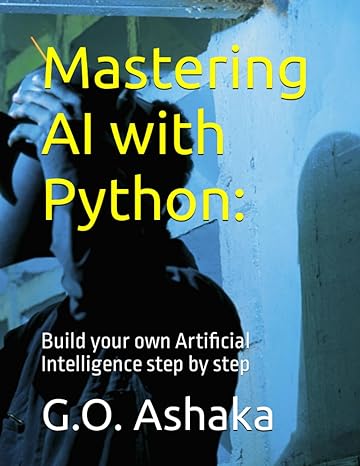 Mastering
AI with
Python:
Build your own Artificial
Intelligence step by step
G.O. Ashaka